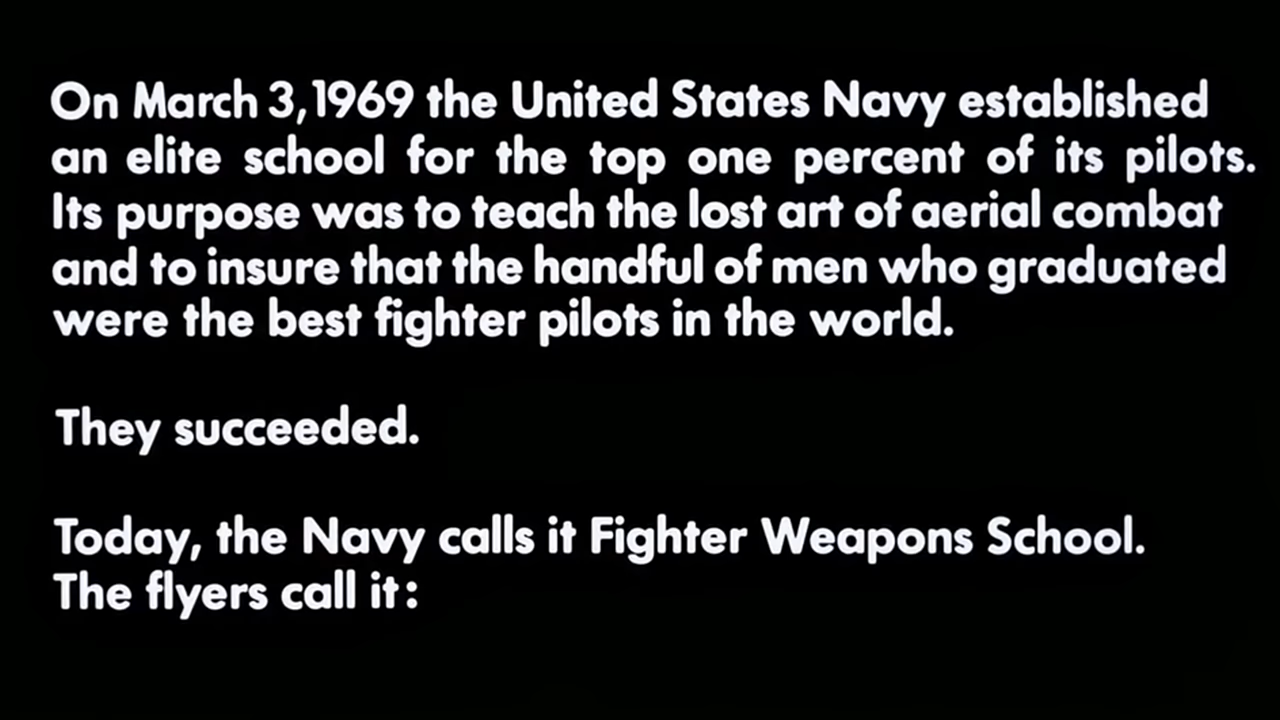 On March 3,1969 the United States Navy established
an elite school for the top one percent of its pilots.
Its purpose was to teach the lost art of aerial combat
and to insure that the handful of men who graduated
were the best fighter pilots in the world.
They succeeded.
Today, the Navy calls it Fighter Weapons School.
The flyers call it: